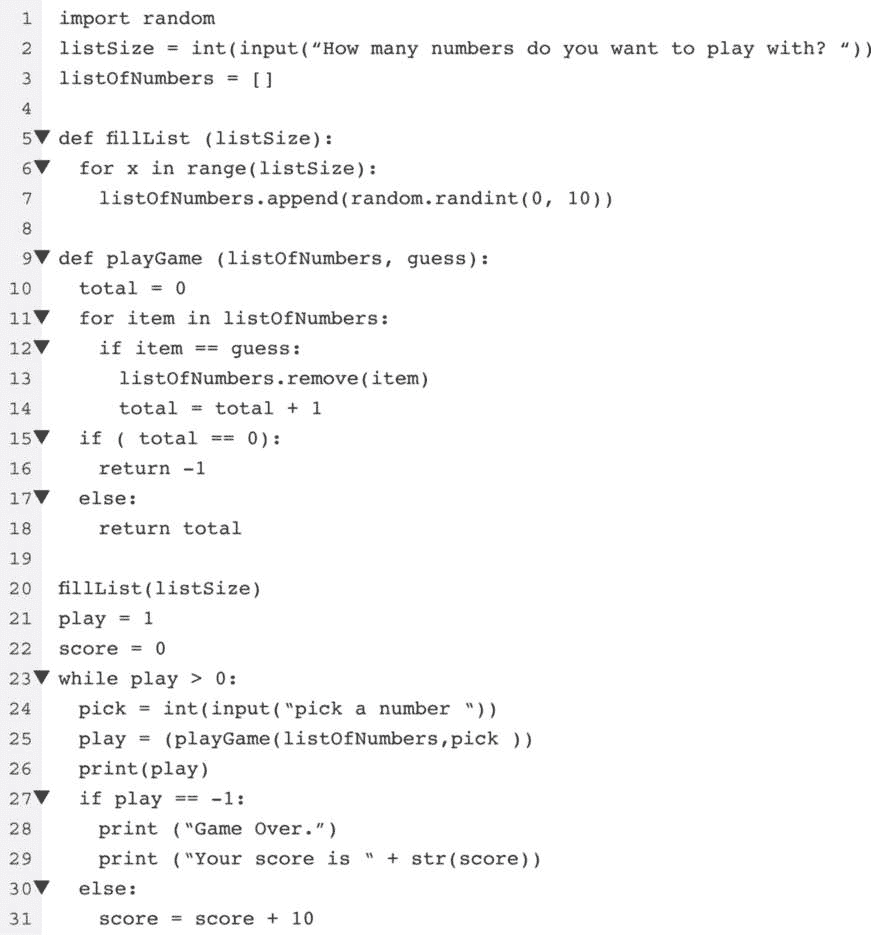 1 import random
2 listSize = int(input(“How many numbers do you want to play with? “))
3 listOfNumbers = []
4
5▼ def fillList (listSize):
6▼   for x in range(listSize):
7     listOfNumbers.append(random.randint(0, 10))
8
9▼ def playGame (listOfNumbers, guess):
10   total = 0
11▼   for item in listOfNumbers:
12▼     if item == guess:
13       listOfNumbers.remove(item)
14       total = total + 1
15▼   if ( total == 0):
16     return -1
17▼   else:
18     return total
19
20 fillList(listSize)
21 play = 1
22 score = 0
23▼ while play > 0:
24   pick = int(input(“pick a number “))
25   play = (playGame(listOfNumbers,pick ))
26   print(play)
27▼   if play == -1:
28     print (“Game Over.”)
29     print (“Your score is “ + str(score))
30▼   else:
31     score = score + 10